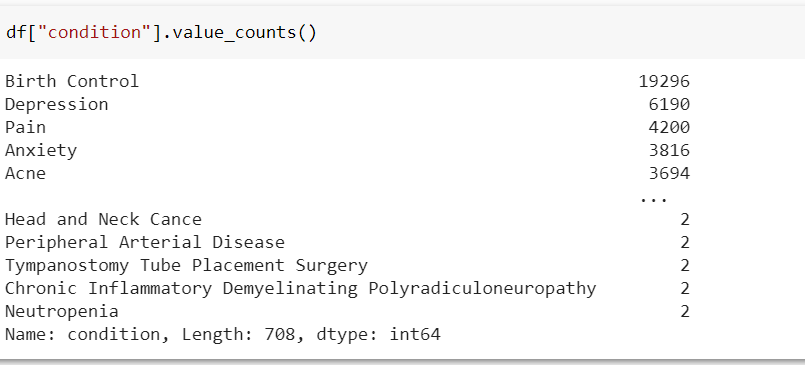 df["condition"].value_counts()
Birth Control 19296
Depression 6190
Pain 4200
Anxiety 3816
Acne 3694
...
Head and Neck Cance 2
Peripheral Arterial Disease 2
Tympanostomy Tube Placement Surgery 2
Chronic Inflammatory Demyelinating Polyradiculoneuropathy 2
Neutropenia 2
Name: condition, Length: 708, dtype: int64